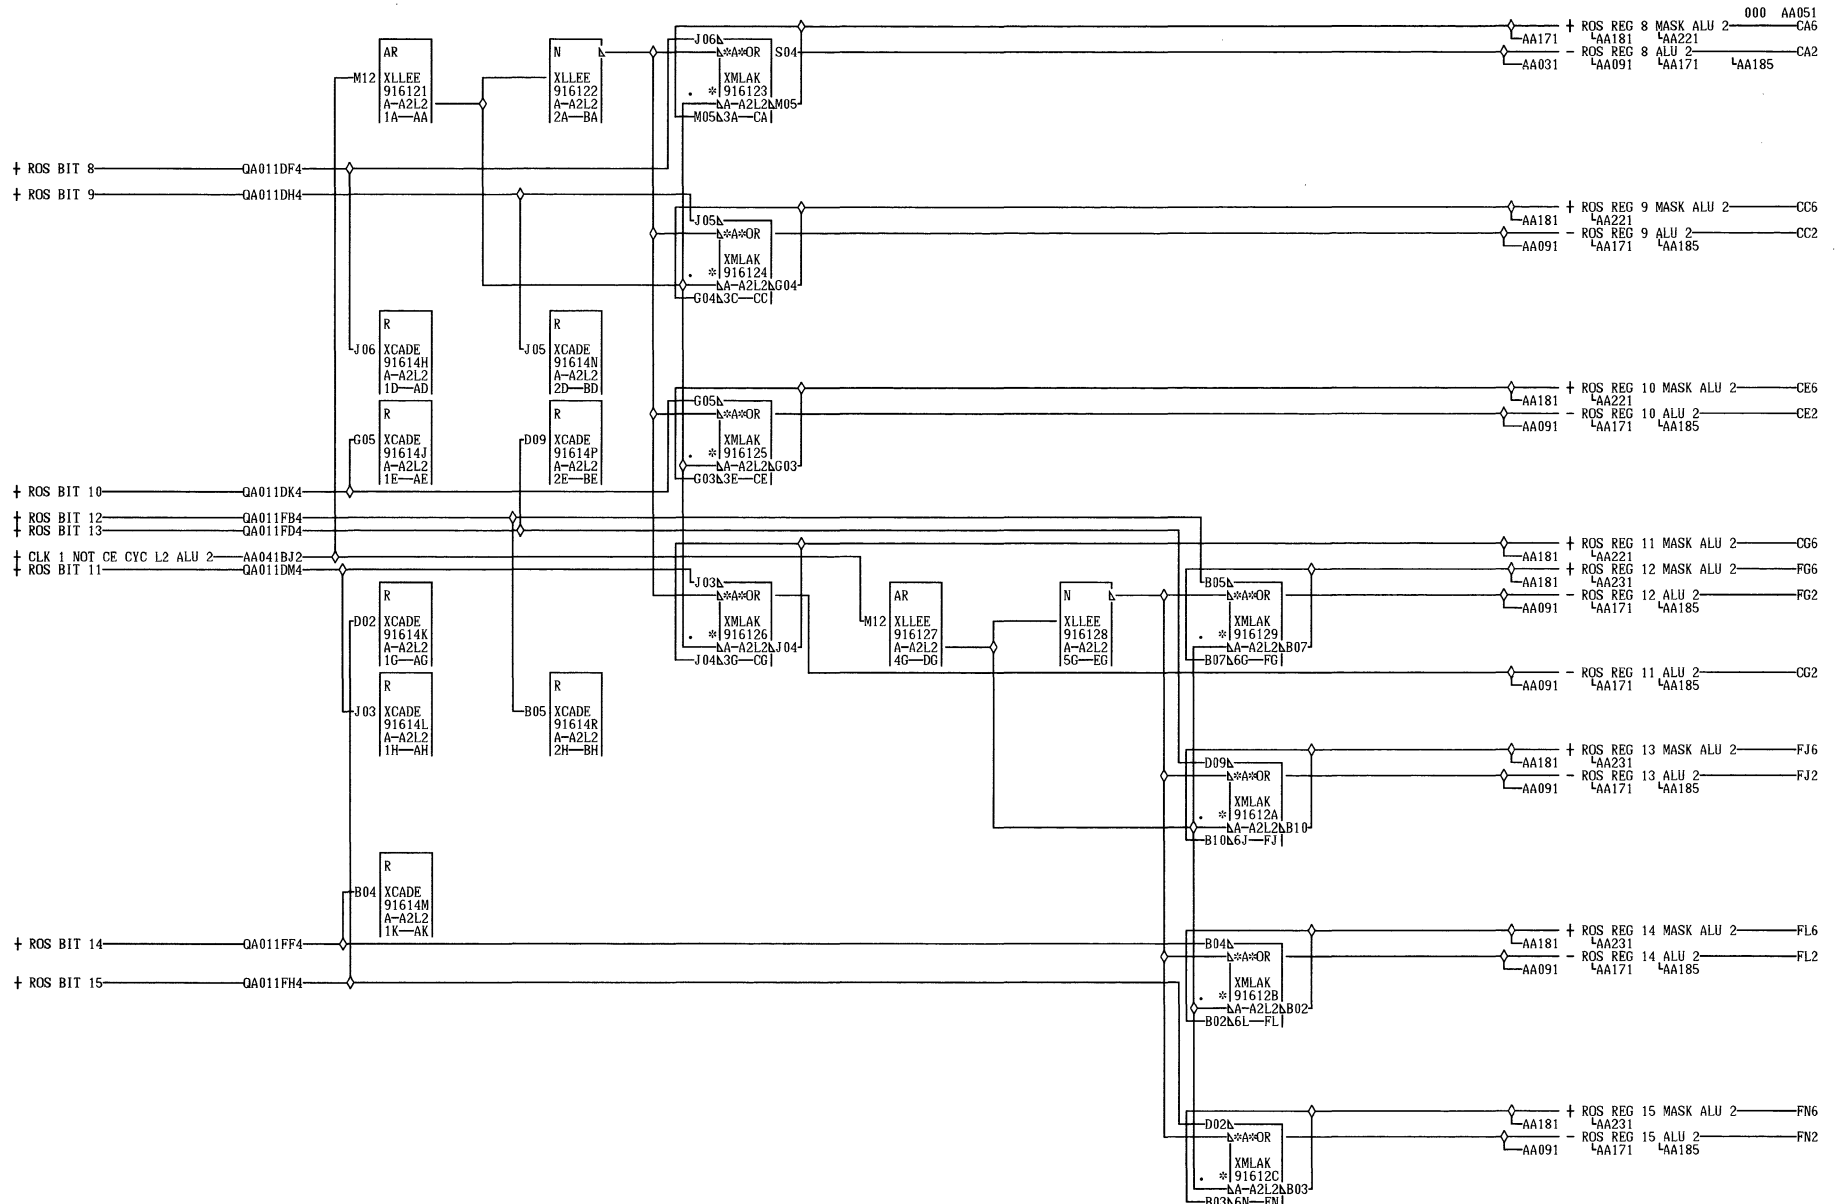 000 AA051
AR
N
J06 *A*OR S04
+ ROS REG 8 MASK ALU 2 CA6
AA171 AA181 AA221
- ROS REG 8 ALU 2 CA2
AA031 AA091 AA171 AA185
M12 XLLEE
916121
A-A2L2
1A-AA
XLLEE
916122
A-A2L2
2A-BA
XMLAK
* 916123
A-A2L2 M05
M05 3A-CA
+ ROS BIT 8 QA011DF4
+ ROS BIT 9 QA011DH4
J05
*A*OR
XMLAK
* 916124
A-A2L2 G04
G04 3C-CC
+ ROS REG 9 MASK ALU 2 CC6
AA181 AA221
- ROS REG 9 ALU 2 CC2
AA091 AA171 AA185
R
J06 XCADE
91614H
A-A2L2
1D-AD
R
J05 XCADE
91614N
A-A2L2
2D-BD
R
G05 XCADE
91614J
A-A2L2
1E-AE
R
D09 XCADE
91614P
A-A2L2
2E-BE
G05
*A*OR
XMLAK
* 916125
A-A2L2 G03
G03 3E-CE
+ ROS REG 10 MASK ALU 2 CE6
AA181 AA221
- ROS REG 10 ALU 2 CE2
AA091 AA171 AA185
+ ROS BIT 10 QA011DK4
+ ROS BIT 12 QA011FB4
+ ROS BIT 13 QA011FD4
+ CLK 1 NOT CE CYC L2 ALU 2 AA041BJ2
+ ROS BIT 11 QA011DM4
R
D02 XCADE
91614K
A-A2L2
1G-AG
R
J03 XCADE
91614L
A-A2L2
1H-AH
R
B05 XCADE
91614R
A-A2L2
2H-BH
J03
*A*OR
XMLAK
* 916126
A-A2L2 J04
J04 3G-CG
AR
M12 XLLEE
916127
A-A2L2
4G-DG
N
XLLEE
916128
A-A2L2
5G-EG
B05
*A*OR
XMLAK
* 916129
A-A2L2 B07
B07 6G-FG
+ ROS REG 11 MASK ALU 2 CG6
AA181 AA221
+ ROS REG 12 MASK ALU 2 FG6
AA181 AA231
- ROS REG 12 ALU 2 FG2
AA091 AA171 AA185
- ROS REG 11 ALU 2 CG2
AA091 AA171 AA185
D09
*A*OR
XMLAK
* 91612A
A-A2L2 B10
B10 6J-FJ
+ ROS REG 13 MASK ALU 2 FJ6
AA181 AA231
- ROS REG 13 ALU 2 FJ2
AA091 AA171 AA185
R
B04 XCADE
91614M
A-A2L2
1K-AK
+ ROS BIT 14 QA011FF4
+ ROS BIT 15 QA011FH4
B04
*A*OR
XMLAK
* 91612B
A-A2L2 B02
B02 6L-FL
+ ROS REG 14 MASK ALU 2 FL6
AA181 AA231
- ROS REG 14 ALU 2 FL2
AA091 AA171 AA185
D02
*A*OR
XMLAK
* 91612C
A-A2L2 B03
B03 6N-FN
+ ROS REG 15 MASK ALU 2 FN6
AA181 AA231
- ROS REG 15 ALU 2 FN2
AA091 AA171 AA185